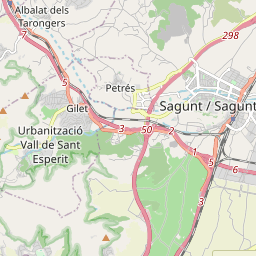 Albalat dels
Tarongers
7
298
5
Petrés
Gilet
Sagunt / Sagunt
3
50
2
Urbanització
Vall de Sant
Esperit
1
5
6